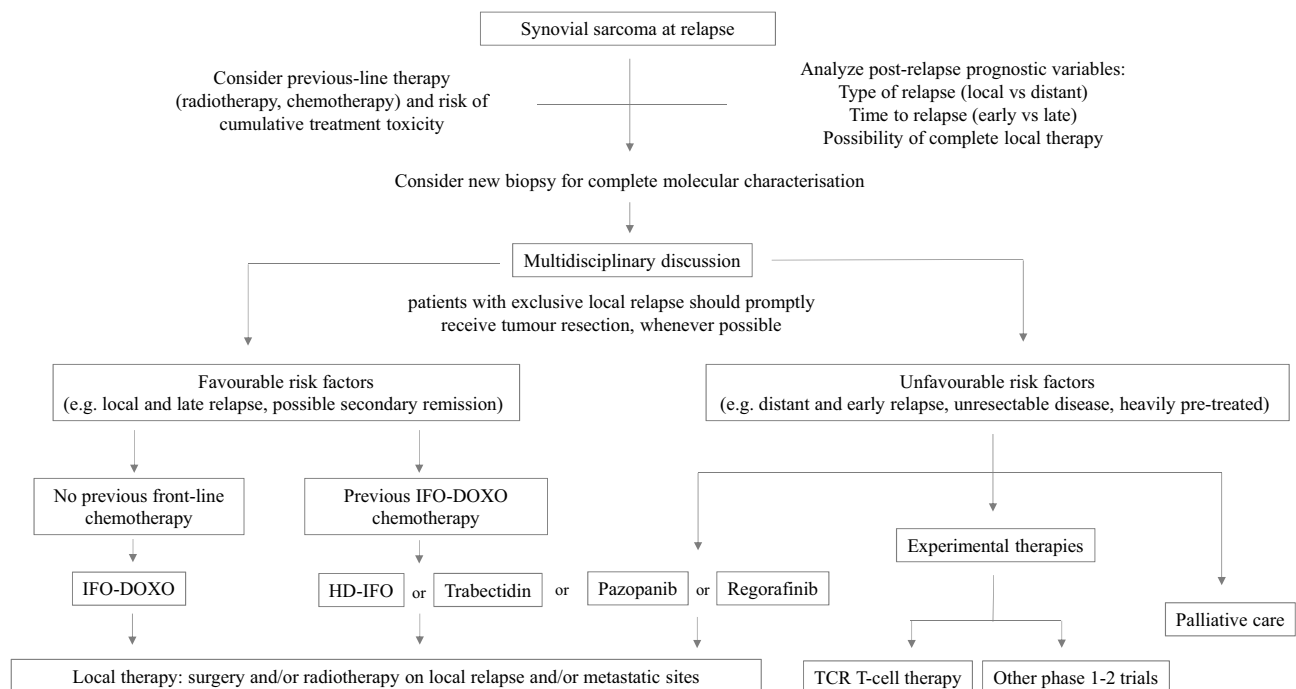 Synovial sarcoma at relapse
Consider previous-line therapy
(radiotherapy, chemotherapy) and risk of
cumulative treatment toxicity
Analyze post-relapse prognostic variables:
Type of relapse (local vs distant)
Time to relapse (early vs late)
Possibility of complete local therapy
Consider new biopsy for complete molecular characterisation
Multidisciplinary discussion
patients with exclusive local relapse should promptly
receive tumour resection, whenever possible
Favourable risk factors
(e.g. local and late relapse, possible secondary remission)
Unfavourable risk factors
(e.g. distant and early relapse, unresectable disease, heavily pre-treated)
No previous front-line
chemotherapy
Previous IFO-DOXO
chemotherapy
Experimental therapies
IFO-DOXO
HD-IFO or Trabectidin or Pazopanib or Regorafinib
Palliative care
Local therapy: surgery and/or radiotherapy on local relapse and/or metastatic sites
TCR T-cell therapy
Other phase 1-2 trials